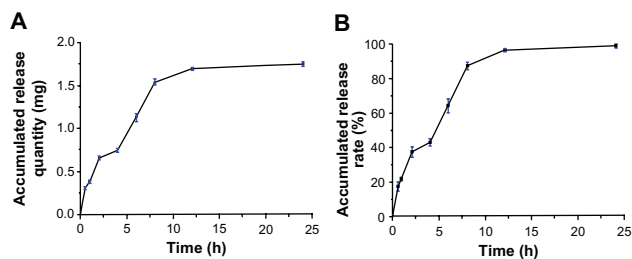 A
Accumulated release
quantity (mg)
2.0
1.5
1.0
0.5
0.0
0 5 10 15 20 25
Time (h)
B
Accumulated release
rate (%)
100
80
60
40
20
0
0 5 10 15 20 25
Time (h)